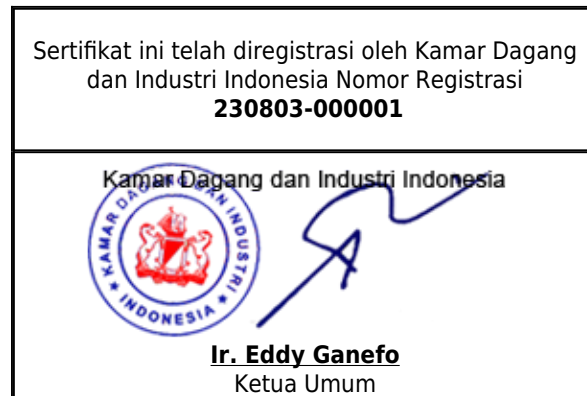 Sertifikat ini telah diregistrasi oleh Kamar Dagang
dan Industri Indonesia Nomor Registrasi
230803-000001
Kamar Dagang dan Industri Indonesia
KAMAR DAGANG DAN INDUSTRI
INDONESIA
Ir. Eddy Ganefo
Ketua Umum